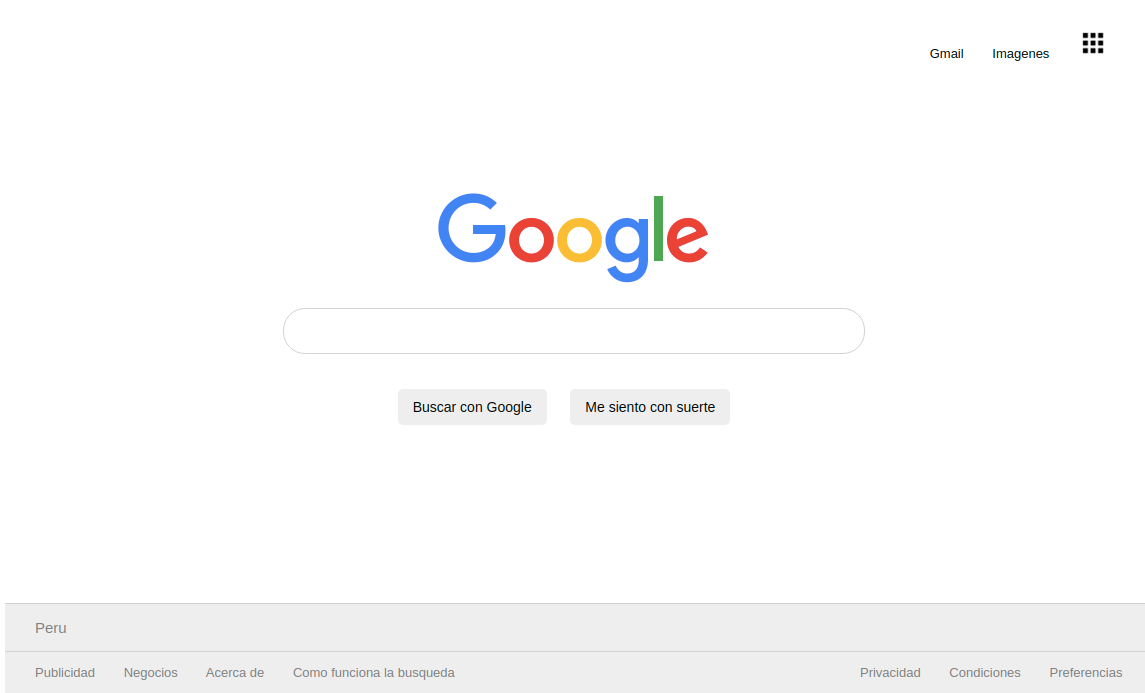 Gmail Imagenes
Google
Buscar con Google Me siento con suerte
Peru
Publicidad Negocios Acerca de Como funciona la busqueda Privacidad Condiciones Preferencias